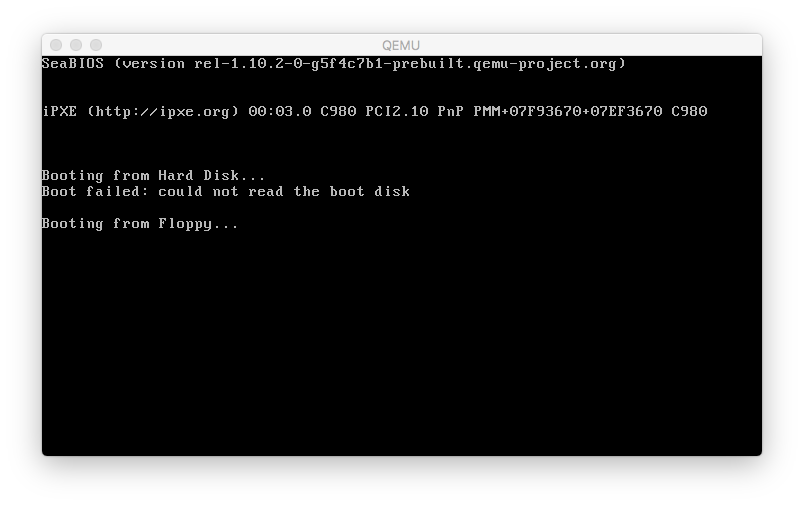 QEMU
SeaBIOS (version rel-1.10.2-0-g5f4c7b1-prebuilt.qemu-project.org)
iPXE (http://ipxe.org) 00:03.0 C980 PCI2.10 PnP PMM+07F93670+07EF3670 C980
Booting from Hard Disk...
Boot failed: could not read the boot disk
Booting from Floppy...